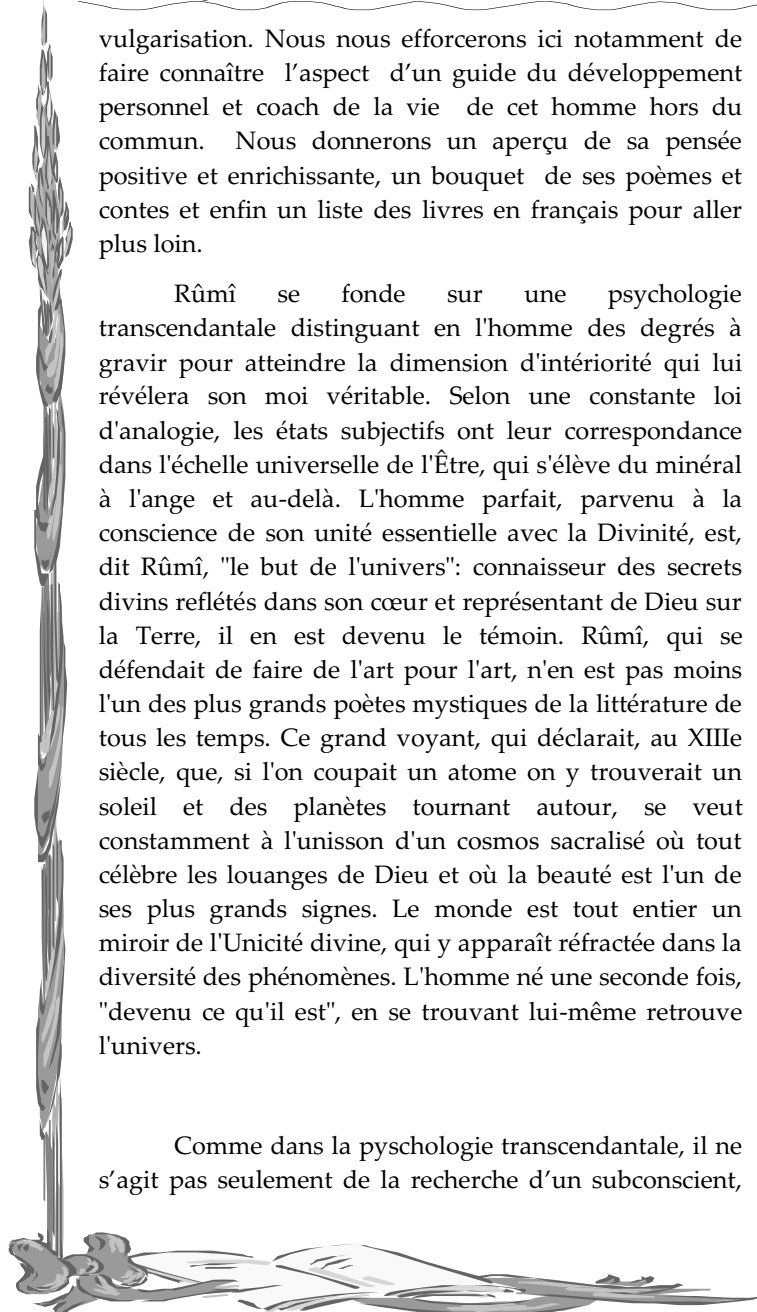 vulgarisation. Nous nous efforcerons ici notamment de
faire connaître l’aspect d’un guide du développement
personnel et coach de la vie de cet homme hors du
commun. Nous donnerons un aperçu de sa pensée
positive et enrichissante, un bouquet de ses poèmes et
contes et enfin un liste des livres en français pour aller
plus loin.
Rûmî se fonde sur une psychologie
transcendantale distinguant en l'homme des degrés à
gravir pour atteindre la dimension d'intériorité qui lui
révélera son moi véritable. Selon une constante loi
d'analogie, les états subjectifs ont leur correspondance
dans l'échelle universelle de l'Être, qui s'élève du minéral
à l'ange et au-delà. L'homme parfait, parvenu à la
conscience de son unité essentielle avec la Divinité, est,
dit Rûmî, "le but de l'univers": connaisseur des secrets
divins reflétés dans son cœur et représentant de Dieu sur
la Terre, il en est devenu le témoin. Rûmî, qui se
défendait de faire de l'art pour l'art, n'en est pas moins
l'un des plus grands poètes mystiques de la littérature de
tous les temps. Ce grand voyant, qui déclarait, au XIIIe
siècle, que, si l'on coupait un atome on y trouverait un
soleil et des planètes tournant autour, se veut
constamment à l'unisson d'un cosmos sacralisé où tout
célèbre les louanges de Dieu et où la beauté est l'un de
ses plus grands signes. Le monde est tout entier un
miroir de l'Unicité divine, qui y apparaît réfractée dans la
diversité des phénomènes. L'homme né une seconde fois,
"devenu ce qu'il est", en se trouvant lui-même retrouve
l'univers.
Comme dans la pyschologie transcendantale, il ne
s’agit pas seulement de la recherche d’un subconscient,